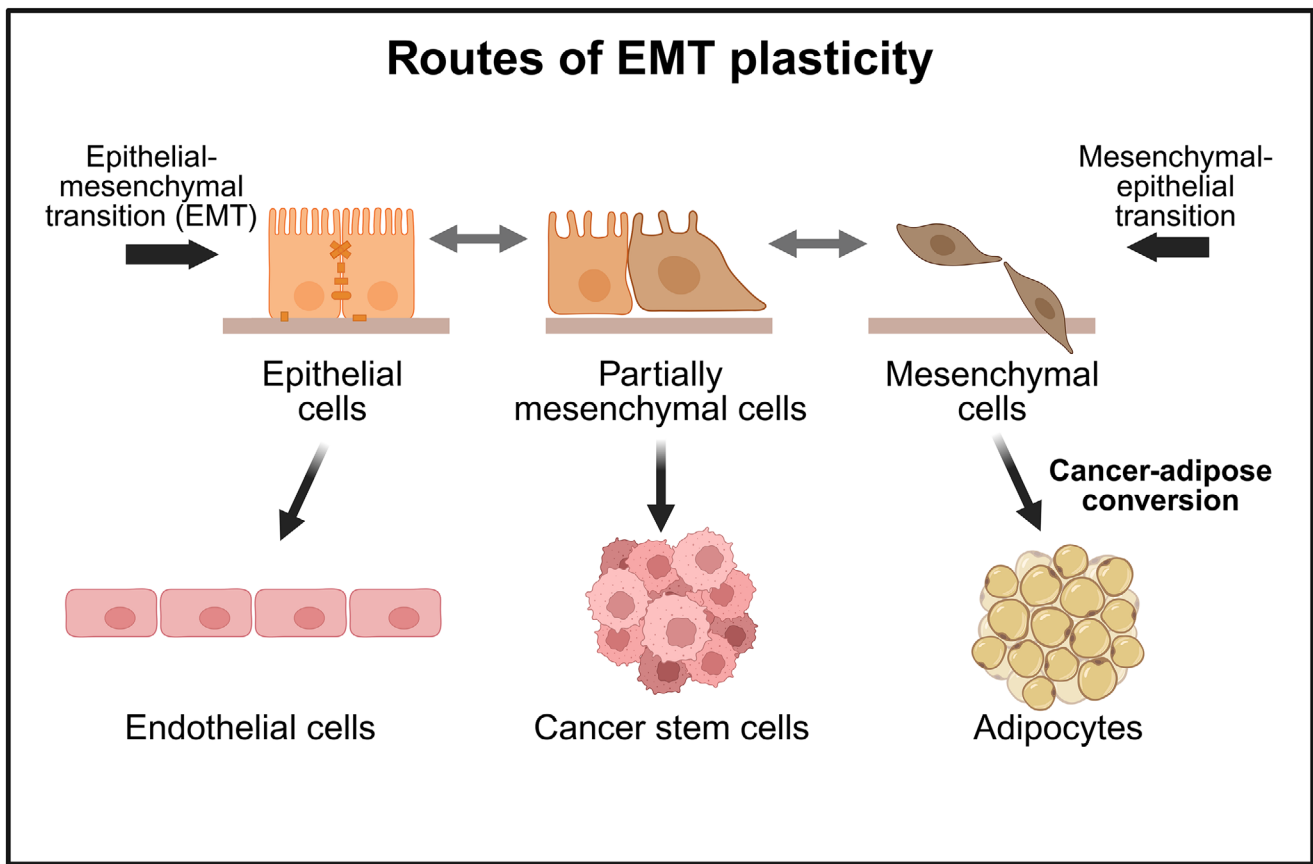 Routes of EMT plasticity
Epithelial-
mesenchymal
transition (EMT)
Mesenchymal-
epithelial
transition
Epithelial
cells
Partially
mesenchymal cells
Mesenchymal
cells
Cancer-adipose
conversion
Endothelial cells
Cancer stem cells
Adipocytes